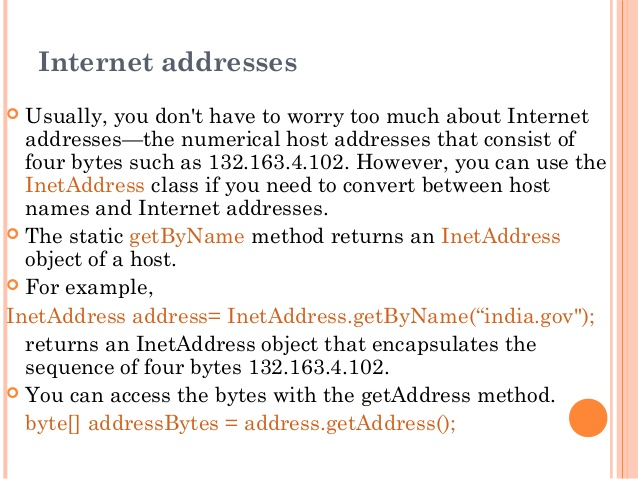 Internet addresses
Usually, you don't have to worry too much about Internet
addresses—the numerical host addresses that consist of
four bytes such as 132.163.4.102. However, you can use the
InetAddress class if you need to convert between host
names and Internet addresses.
The static getByName method returns an InetAddress
object of a host.
For example,
InetAddress address= InetAddress.getByName(“india.gov");
returns an InetAddress object that encapsulates the
sequence of four bytes 132.163.4.102.
You can access the bytes with the getAddress method.
byte[] addressBytes = address.getAddress();